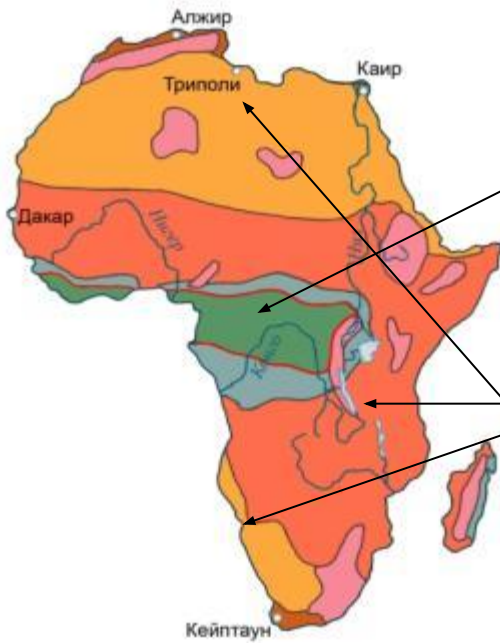 Алжир
Триполи
Каир
Дакар
Нигер
Нил
Конго
Кейптаун